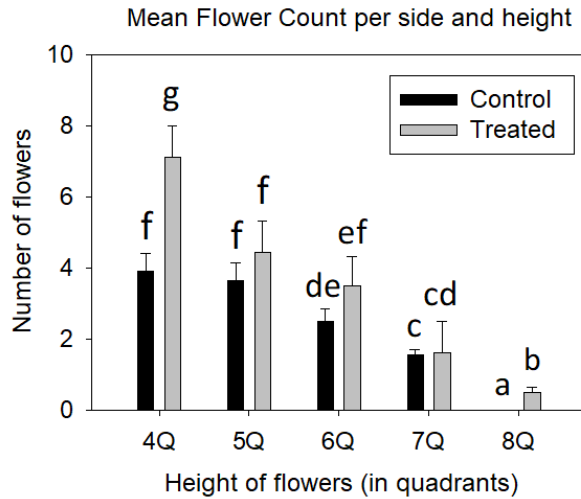 Mean Flower Count per side and height
10
8
6
4
2
0
Number of flowers
Control
Treated
f
g
f
f
de
ef
c
cd
a
b
4Q
5Q
6Q
7Q
8Q
Height of flowers (in quadrants)